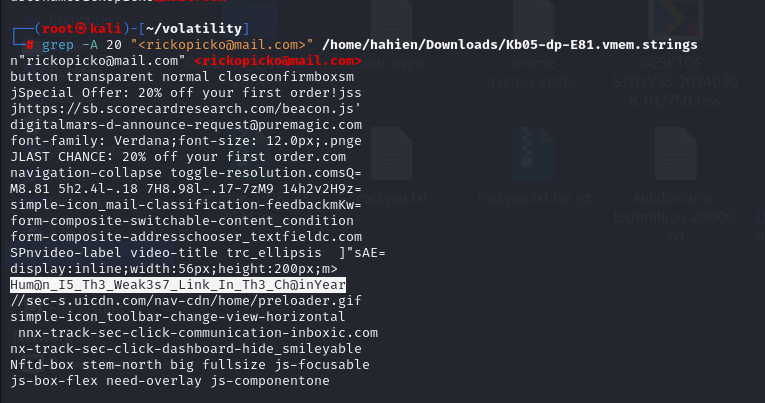 ┌──(root㉿kali)-[~/volatility]
└─# grep -A 20 "<rickopicko@mail.com>" /home/hahien/Downloads/Kb05-dp-E81.vmem.strings
n"rickopicko@mail.com" <rickopicko@mail.com>
button transparent normal closeconfirmboxsm
jSpecial Offer: 20% off your first order!jss
jhttps://sb.scorecardresearch.com/beacon.js'
digitalmars-d-announce-request@puremagic.com
font-family: Verdana;font-size: 12.0px;.pnge
JLAST CHANCE: 20% off your first order.com
navigation-collapse toggle-resolution.comsQ=
M8.81 5h2.4l-.18 7H8.98l-.17-7zM9 14h2v2H9z=
simple-icon_mail-classification-feedbackmKw=
form-composite-switchable-content_condition
form-composite-addresschooser_textfieldc.com
SPnvideo-label video-title trc_ellipsis  ]"sAE=
display:inline;width:56px;height:200px;m>
Hum@n_I5_Th3_Weak3s7_Link_In_Th3_Ch@inYear
//sec-s.uicdn.com/nav-cdn/home/preloader.gif
simple-icon_toolbar-change-view-horizontal
 nnx-track-sec-click-communication-inboxic.com
nx-track-sec-click-dashboard-hide_smileyable
Nftd-box stem-north big fullsize js-focusable
js-box-flex need-overlay js-componentone